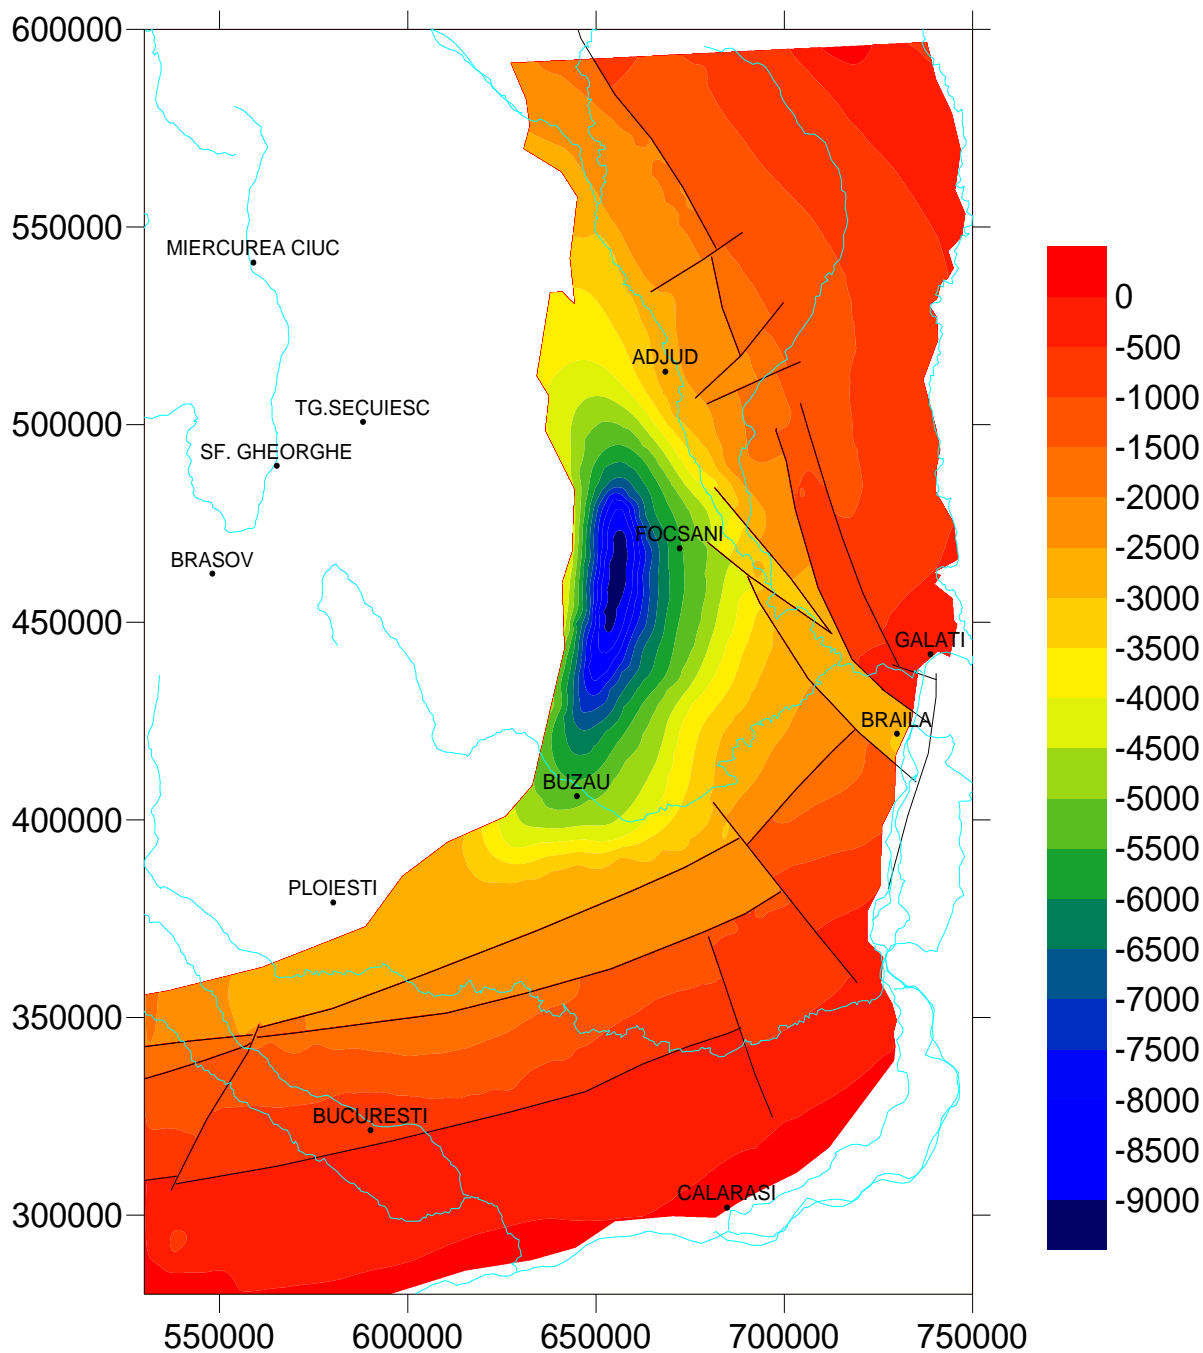 600000
550000
500000
450000
400000
350000
300000
MIERCUREA CIUC
ADJUD
TG.SECUIESC
SF. GHEORGHE
FOCSANI
BRASOV
GALATI
BRAILA
BUZAU
PLOIESTI
BUCURESTI
CALARASI
550000
600000
650000
700000
750000
0
-500
-1000
-1500
-2000
-2500
-3000
-3500
-4000
-4500
-5000
-5500
-6000
-6500
-7000
-7500
-8000
-8500
-9000